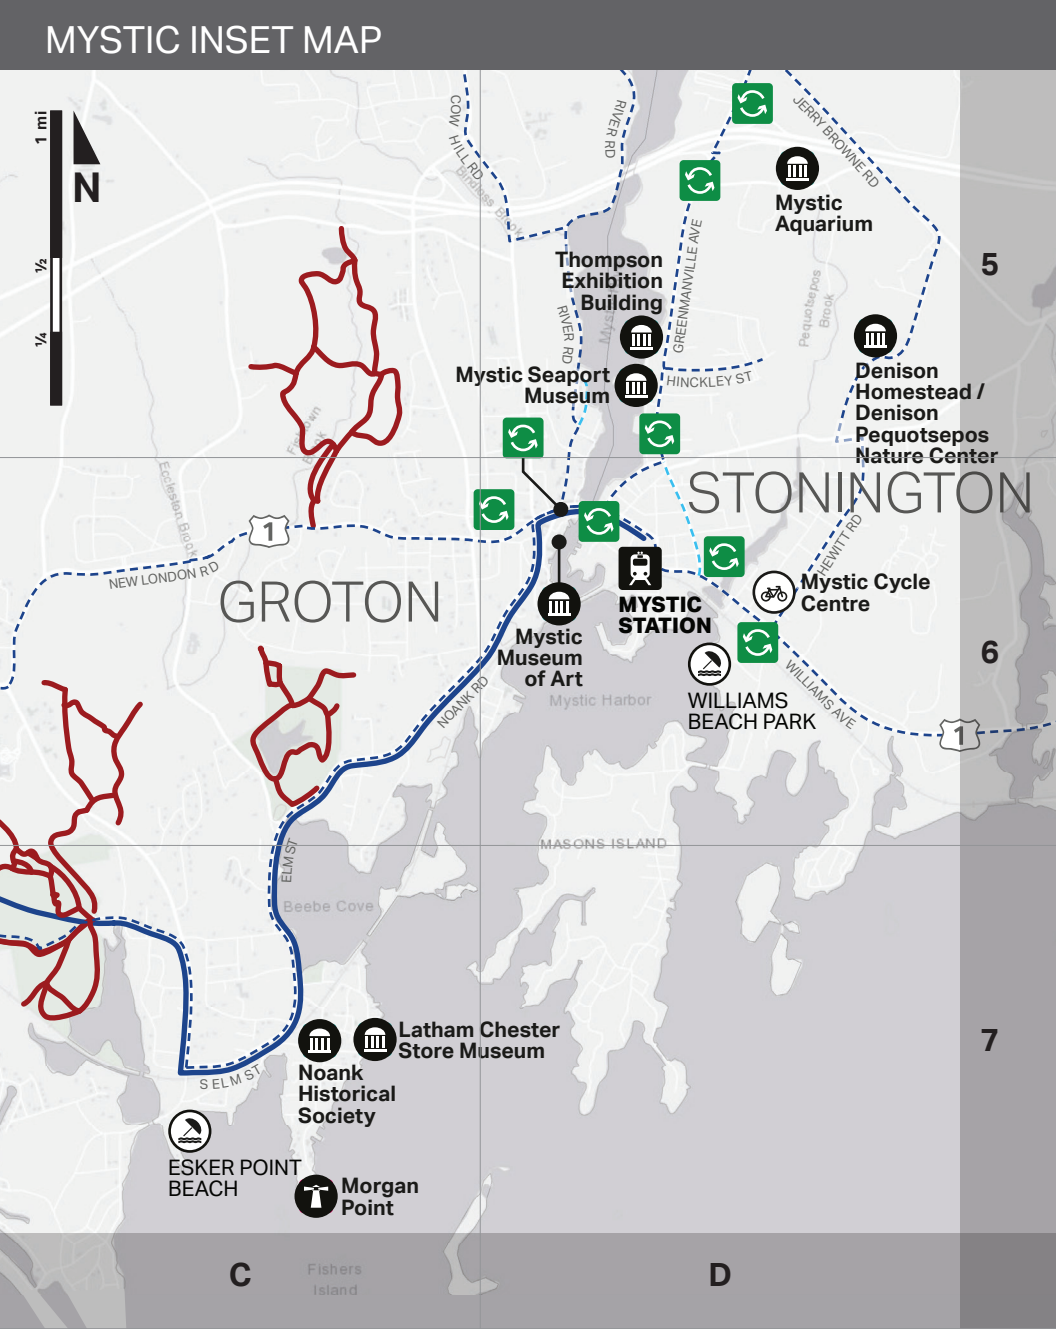 MYSTIC INSET MAP
1 mi
½
¼
N
COW HILL RD
RIVER RD
JERRY BROWNE RD
Bindloss Brook
Mystic
Aquarium
5
Thompson
Exhibition
Building
GREENMANVILLE AVE
Pequotsepos
Brook
RIVER RD
Mystic Seaport
Museum
HINCKLEY ST
Denison
Homestead /
Denison
Pequotsepos
Nature Center
Eccleston Brook
STONINGTON
1
NEW LONDON RD
HEWITT RD
GROTON
MYSTIC
STATION
Mystic Cycle
Centre
Mystic
Museum
of Art
6
NOANK RD
Mystic Harbor
WILLIAMS
BEACH PARK
WILLIAMS AVE
1
MASONS ISLAND
ELM ST
Beebe Cove
7
Latham Chester
Store Museum
Noank
Historical
Society
S ELM ST
ESKER POINT
BEACH
Morgan
Point
C
D
Fishers
Island